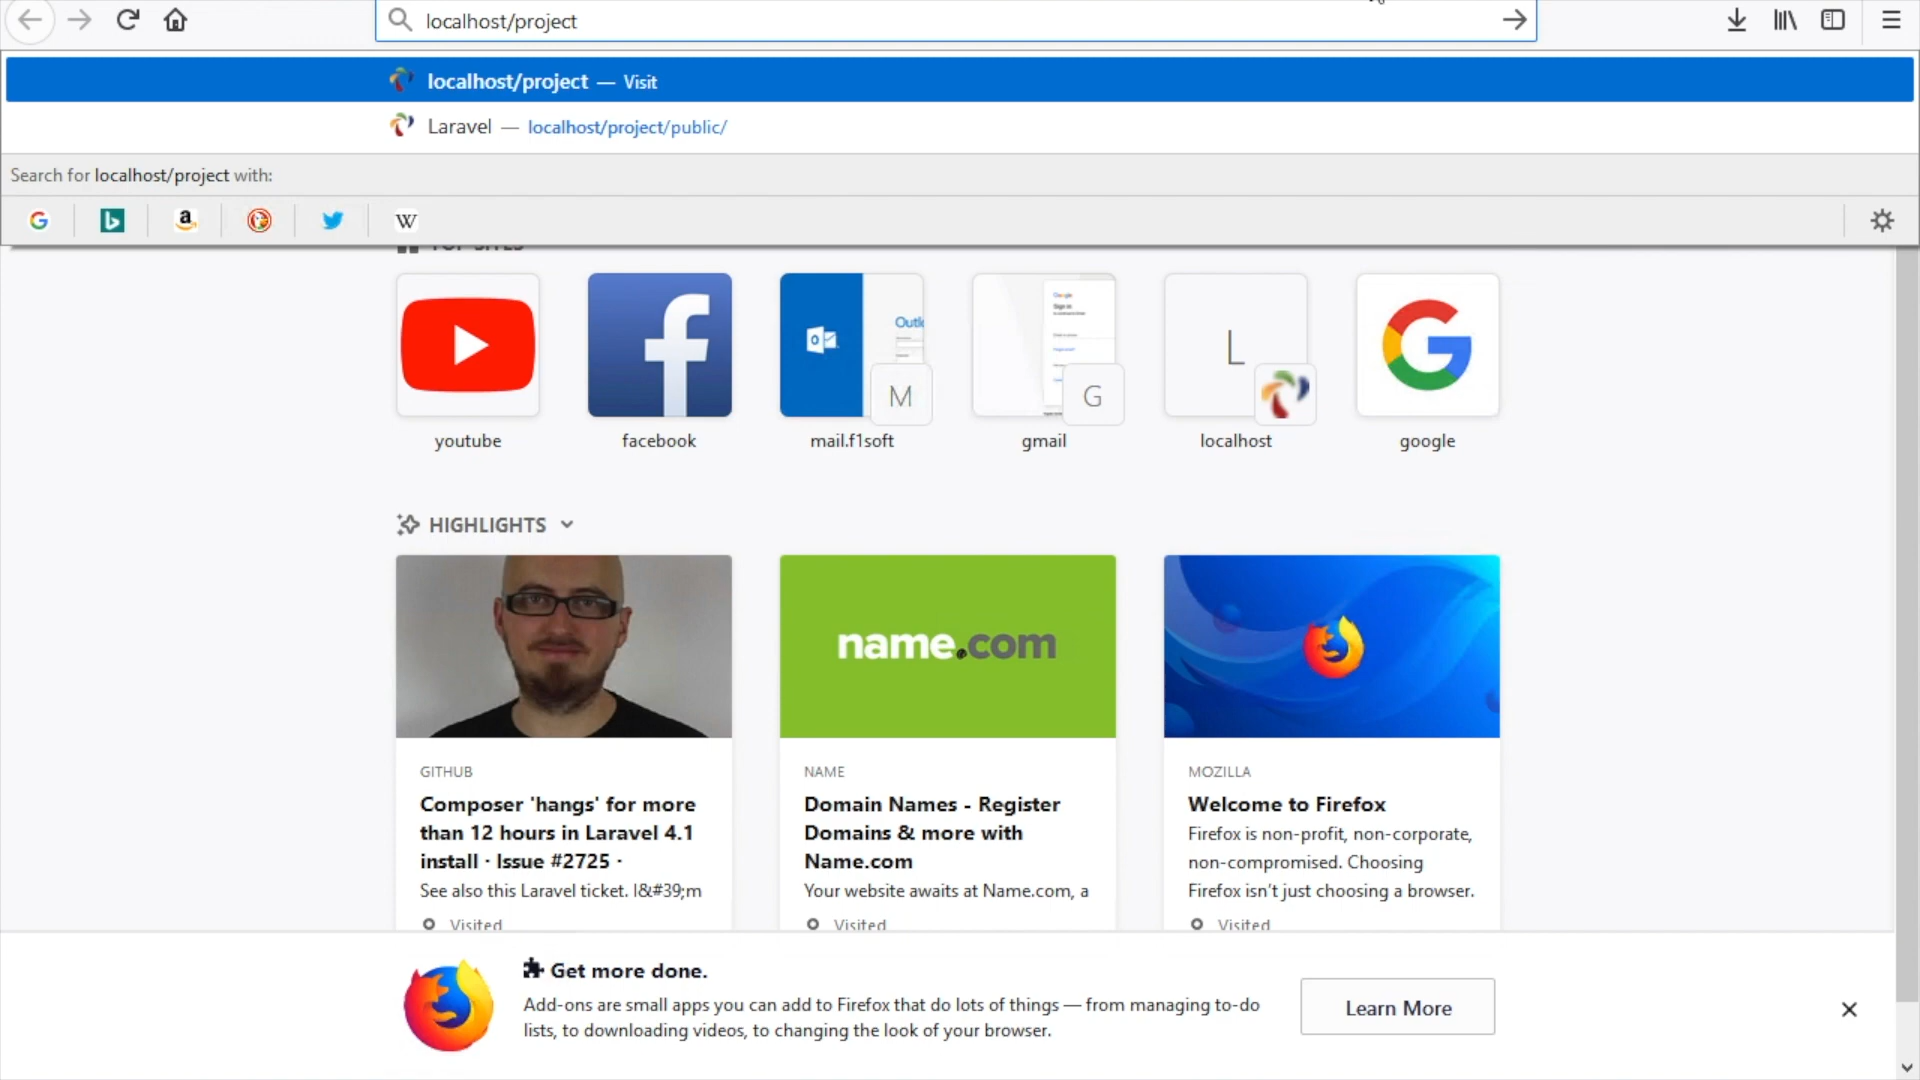 localhost/project
localhost/project — Visit
Laravel — localhost/project/public/
Search for localhost/project with:
TOP SITES
Outl
M
Google
Sign in
G
L
youtube
facebook
mail.f1soft
gmail
localhost
google
HIGHLIGHTS
name.com
GITHUB
Composer 'hangs' for more
than 12 hours in Laravel 4.1
install · Issue #2725 ·
See also this Laravel ticket. I&#39;m
Visited
NAME
Domain Names - Register
Domains & more with
Name.com
Your website awaits at Name.com, a
Visited
MOZILLA
Welcome to Firefox
Firefox is non-profit, non-corporate,
non-compromised. Choosing
Firefox isn't just choosing a browser.
Visited
Get more done.
Add-ons are small apps you can add to Firefox that do lots of things — from managing to-do
lists, to downloading videos, to changing the look of your browser.
Learn More